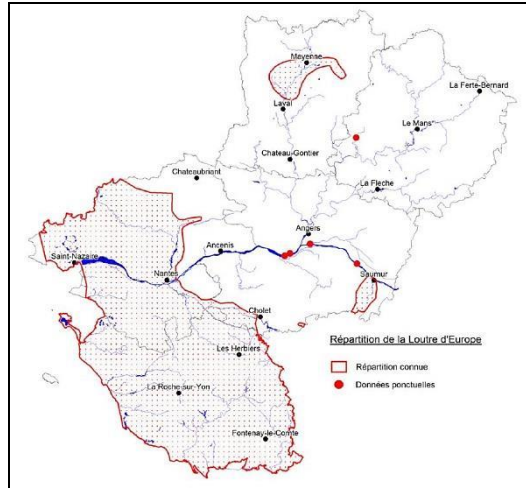 Mayenne
La Ferté-Bernard
Laval
Le Mans
Chateau-Gontier
Chateaubriant
La Fleche
Angers
Ancenis
Saint-Nazaire
Nantes
Saumur
Cholet
Répartition de la Loutre d'Europe
Les Herbiers
Répartition connue
La Roche-sur-Yon
Données ponctuelles
Fontenay-le-Comte